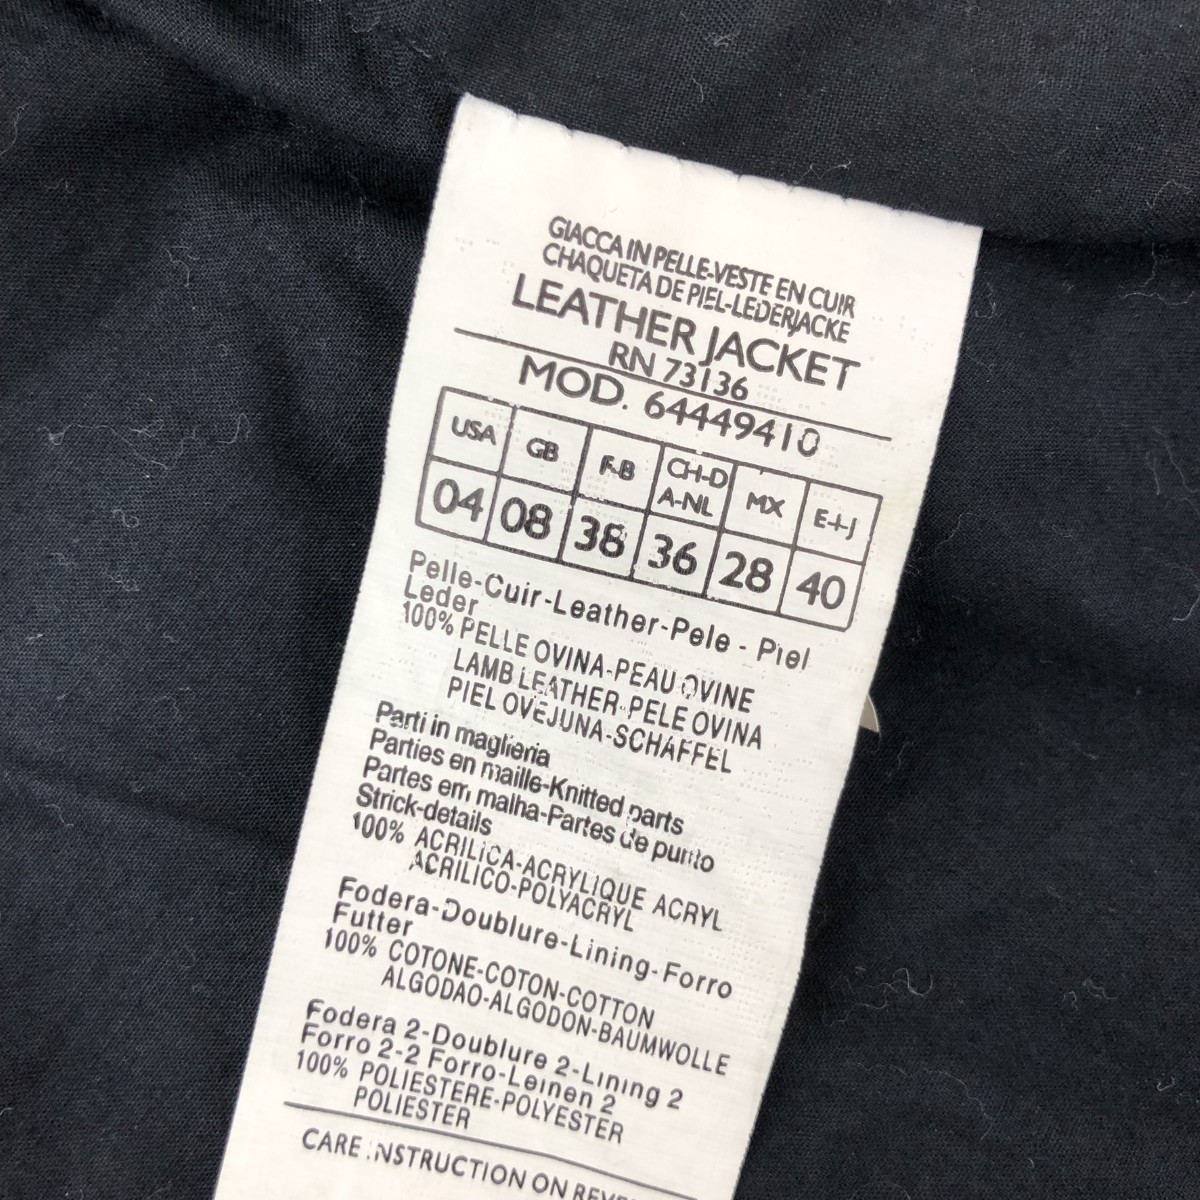 GIACCA IN PELLE-VESTE EN CUIR
CHAQUETA DE PIEL-LEDERJACKE
LEATHER JACKET
RN 73136
MOD. 64449410
USA GB F-B CH-D A-NL MX E-I-J
04 08 38 36 28 40
Pelle-Cuir-Leather-Pele - Piel
Leder
100% PELLE OVINA-PEAU OVINE
LAMB LEATHER-PELE OVINA
PIEL OVEJUNA-SCHAFFEL
Parti in maglieria
Parties en maille-Knitted parts
Partes em malha-Partes de punto
Strick-details
100% ACRILICA-ACRYLIQUE ACRYL
ACRILICO-POLYACRYL
Fodera-Doublure-Lining-Forro
Futter
100% COTONE-COTON-COTTON
ALGODAO-ALGODON-BAUMWOLLE
Fodera 2-Doublure 2-Lining 2
Forro 2-2 Forro-Leinen 2
100% POLIESTERE-POLYESTER
POLIESTER
CARE INSTRUCTION ON